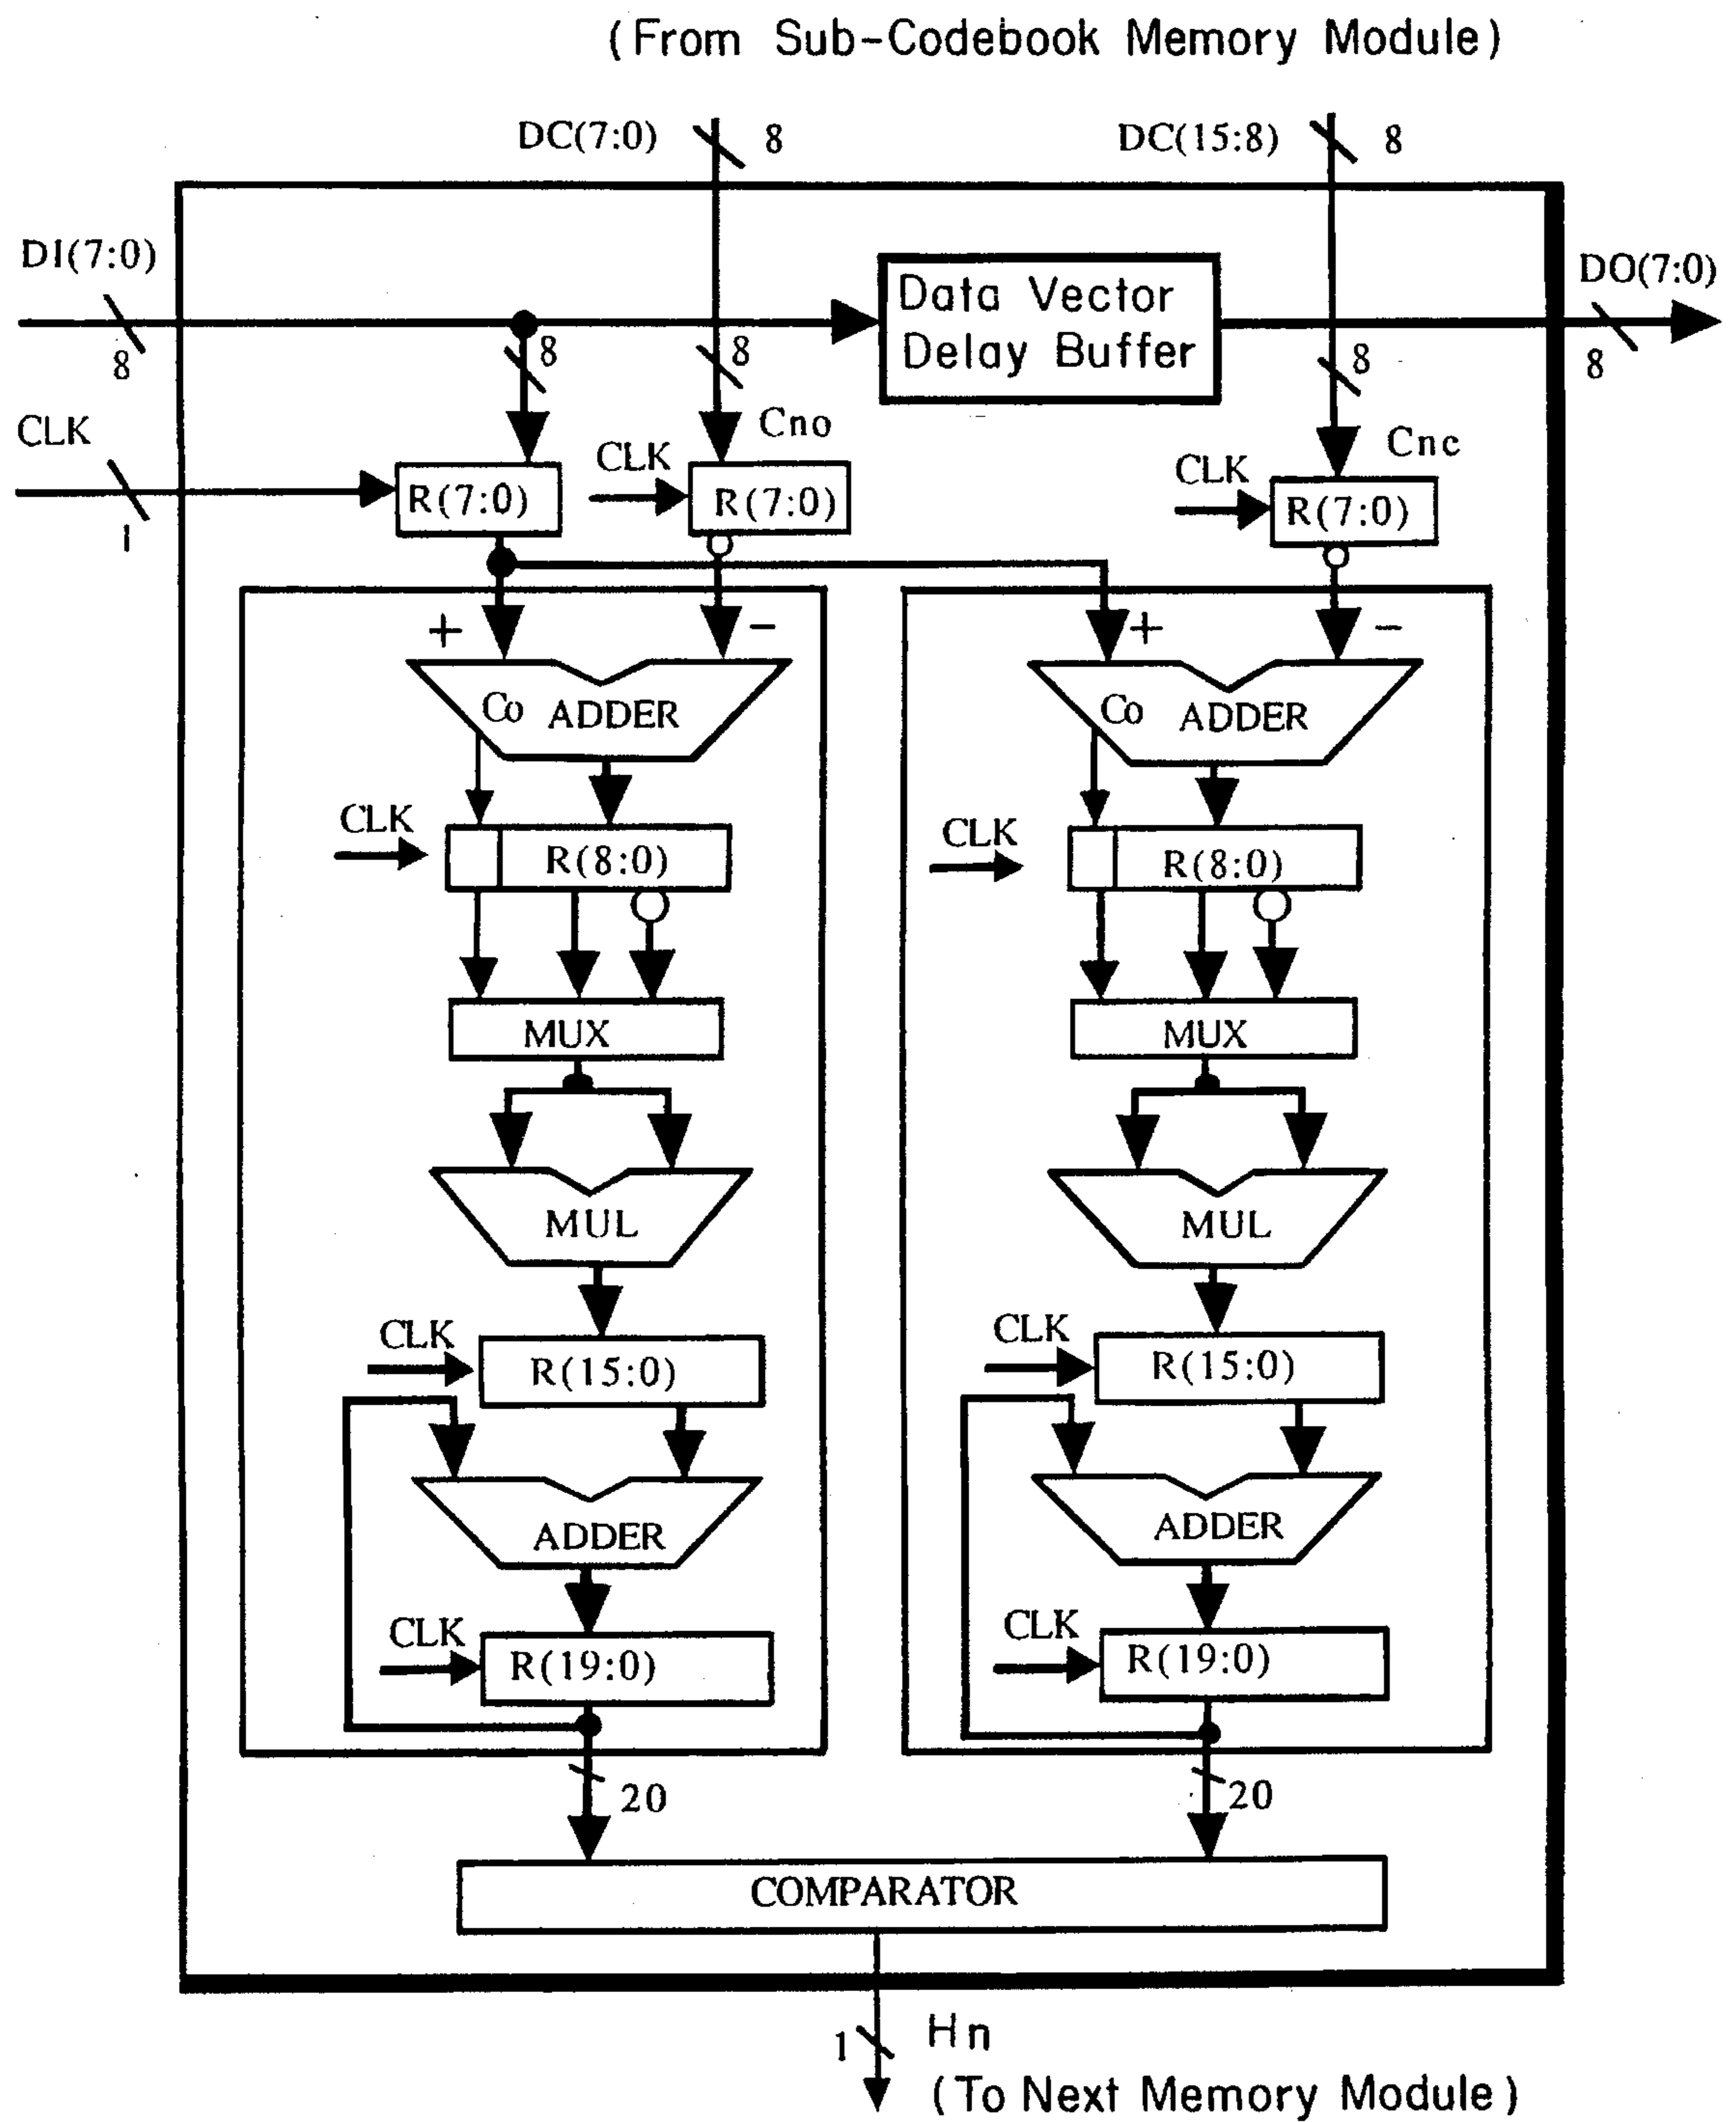 (From Sub-Codebook Memory Module)
DC(7:0) 8 DC(15:8) 8
DI(7:0) DO(7:0)
Data Vector
Delay Buffer
8 8 8 8 8
CLK Cno Cnc
CLK CLK
R(7:0) R(7:0) R(7:0)
1
+ - + -
Co ADDER Co ADDER
CLK CLK
R(8:0) R(8:0)
MUX MUX
MUL MUL
CLK CLK
R(15:0) R(15:0)
ADDER ADDER
CLK CLK
R(19:0) R(19:0)
20 20
COMPARATOR
1 Hn
(To Next Memory Module)